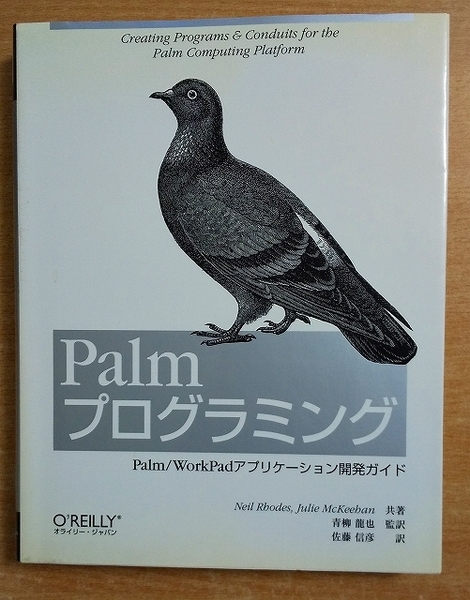 Creating Programs & Conduits for the
Palm Computing Platform
Palm
プログラミング
Palm/WorkPadアプリケーション開発ガイド
Neil Rhodes, Julie McKeehan 共著
青柳 龍也 監訳
佐藤 信彦 訳
O'REILLY®
オライリー・ジャパン